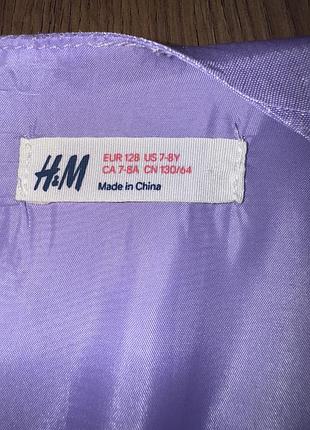 H&M
EUR 128 US 7-8Y
CA 7-8A CN 130/64
Made in China